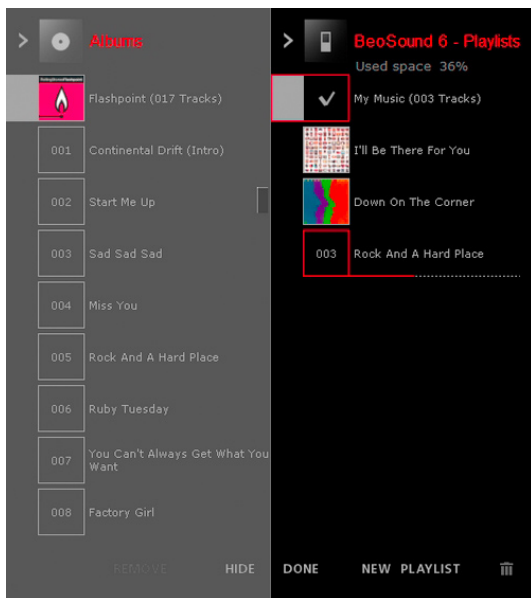 Albums
Flashpoint (017 Tracks)
001 Continental Drift (Intro)
002 Start Me Up
003 Sad Sad Sad
004 Miss You
005 Rock And A Hard Place
006 Ruby Tuesday
007 You Can't Always Get What You
Want
008 Factory Girl
REMOVE HIDE
BeoSound 6 - Playlists
Used space 36%
My Music (003 Tracks)
I'll Be There For You
Down On The Corner
003 Rock And A Hard Place
DONE NEW PLAYLIST